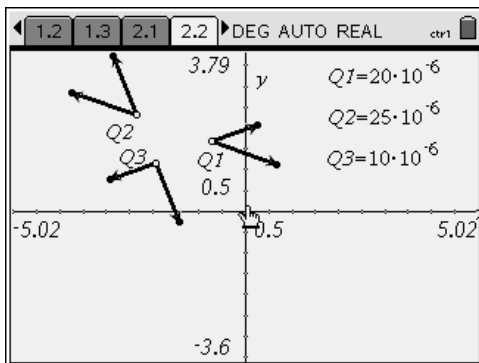 1.2 1.3 2.1 2.2 DEG AUTO REAL ctrl
3.79 y Q1=20·10⁻⁶
Q2 Q2=25·10⁻⁶
Q3 Q1 Q3=10·10⁻⁶
0.5
-5.02 0.5 5.02
-3.6